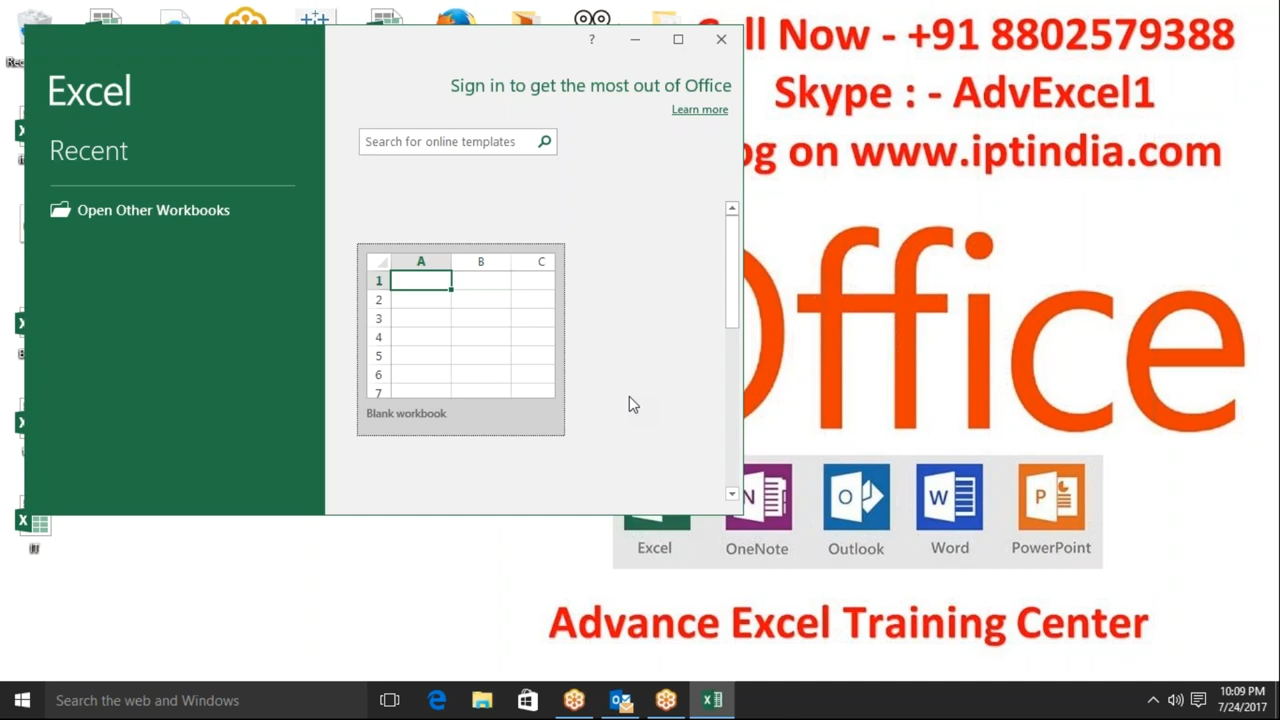 ll Now - +91 8802579388
Skype : - AdvExcel1
og on www.iptindia.com
?
Excel
Sign in to get the most out of Office
Learn more
Recent
Search for online templates
Open Other Workbooks
A B C
1
2
3
4
5
6
7
Blank workbook
Office
N O W P
Excel OneNote Outlook Word PowerPoint
Advance Excel Training Center
Search the web and Windows
10:09 PM
7/24/2017